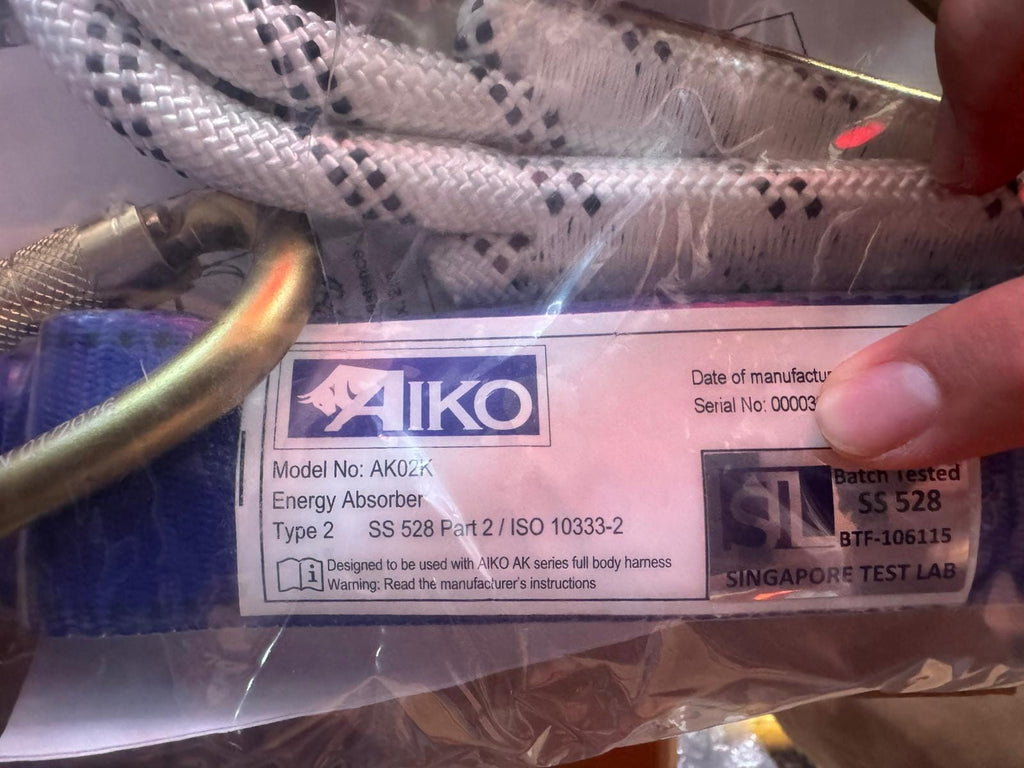 AIKO
Date of manufactur
Serial No: 00003
Model No: AK02K
Energy Absorber
Type 2 SS 528 Part 2 / ISO 10333-2
Designed to be used with AIKO AK series full body harness
Warning: Read the manufacturer's instructions
SL
Batch Tested
SS 528
BTF-106115
SINGAPORE TEST LAB